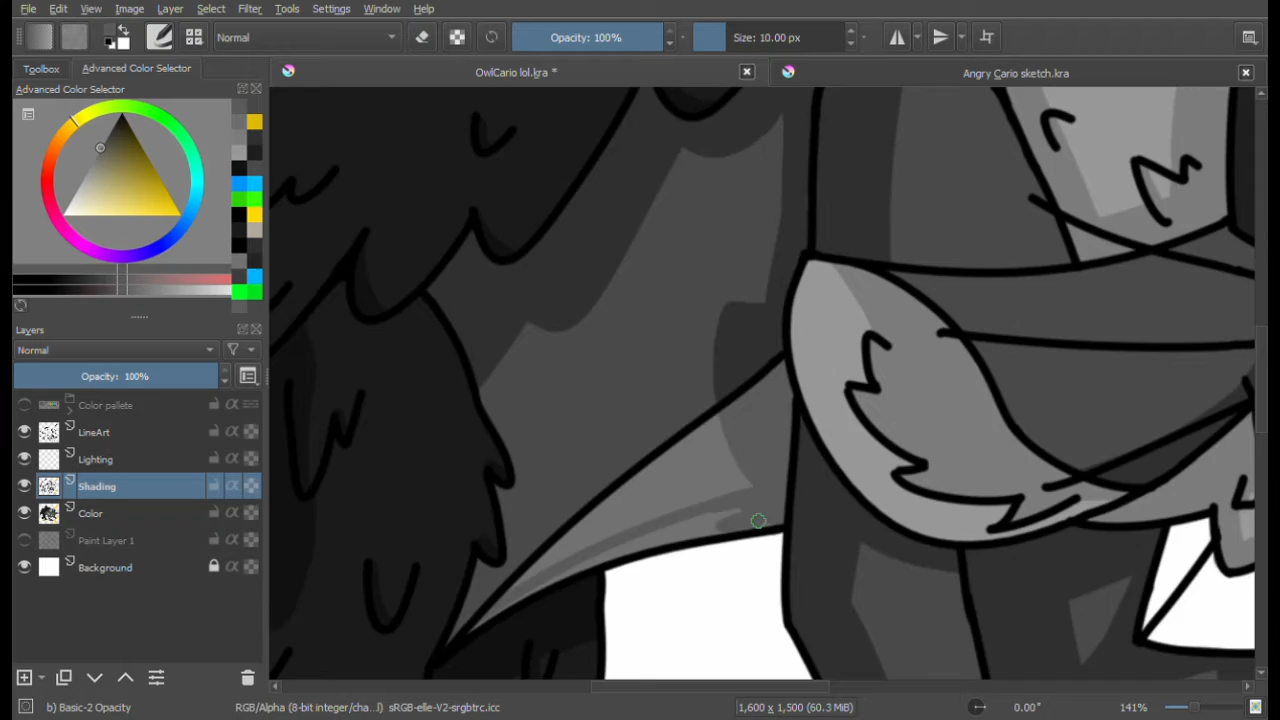 File Edit View Image Layer Select Filter Tools Settings Window Help
Normal Opacity: 100% Size: 10.00 px
Toolbox Advanced Color Selector OwlCario lol.kra * Angry Cario sketch.kra
Advanced Color Selector
Layers
Normal
Opacity: 100%
Color pallete
LineArt
Lighting
Shading
Color
Paint Layer 1
Background
b) Basic-2 Opacity RGB/Alpha (8-bit integer/cha...l) sRGB-elle-V2-srgbtrc.icc 1,600 x 1,500 (60.3 MiB) 0.00° 141%